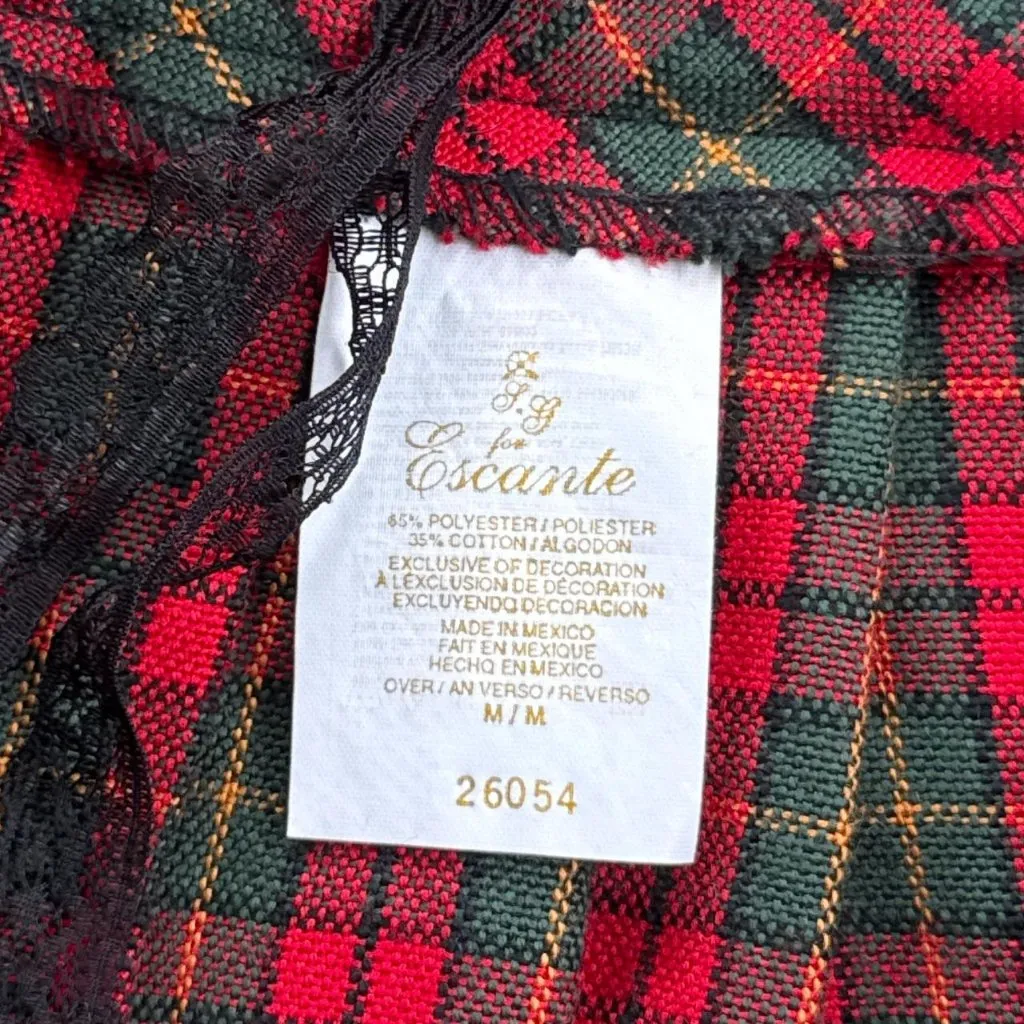 S.G
for
Escante
65% POLYESTER/POLIESTER
35% COTTON/ALGODON
EXCLUSIVE OF DECORATION
À L'EXCLUSION DE DÉCORATION
EXCLUYENDO DECORACION
MADE IN MEXICO
FAIT EN MEXIQUE
HECHO EN MEXICO
OVER/AN VERSO/REVERSO
M/M
26054